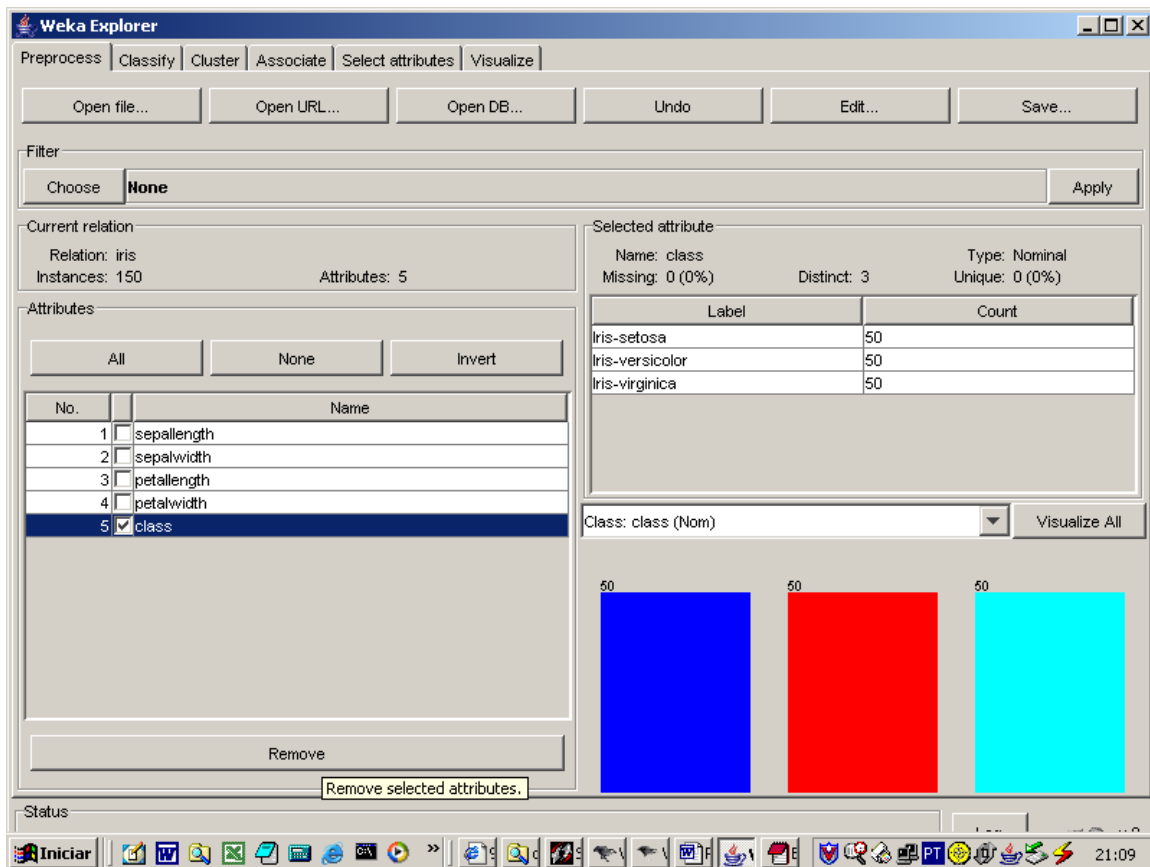 Weka Explorer
Preprocess Classify Cluster Associate Select attributes Visualize
Open file... Open URL... Open DB... Undo Edit... Save...
Filter
Choose None Apply
Current relation
Relation: iris
Instances: 150 Attributes: 5
Attributes
All None Invert
No. Name
1 sepallength
2 sepalwidth
3 petallength
4 petalwidth
5 class
Remove
Remove selected attributes.
Selected attribute
Name: class Type: Nominal
Missing: 0 (0%) Distinct: 3 Unique: 0 (0%)
Label Count
Iris-setosa 50
Iris-versicolor 50
Iris-virginica 50
Class: class (Nom) Visualize All
50 50 50
Status
Iniciar PT 21:09